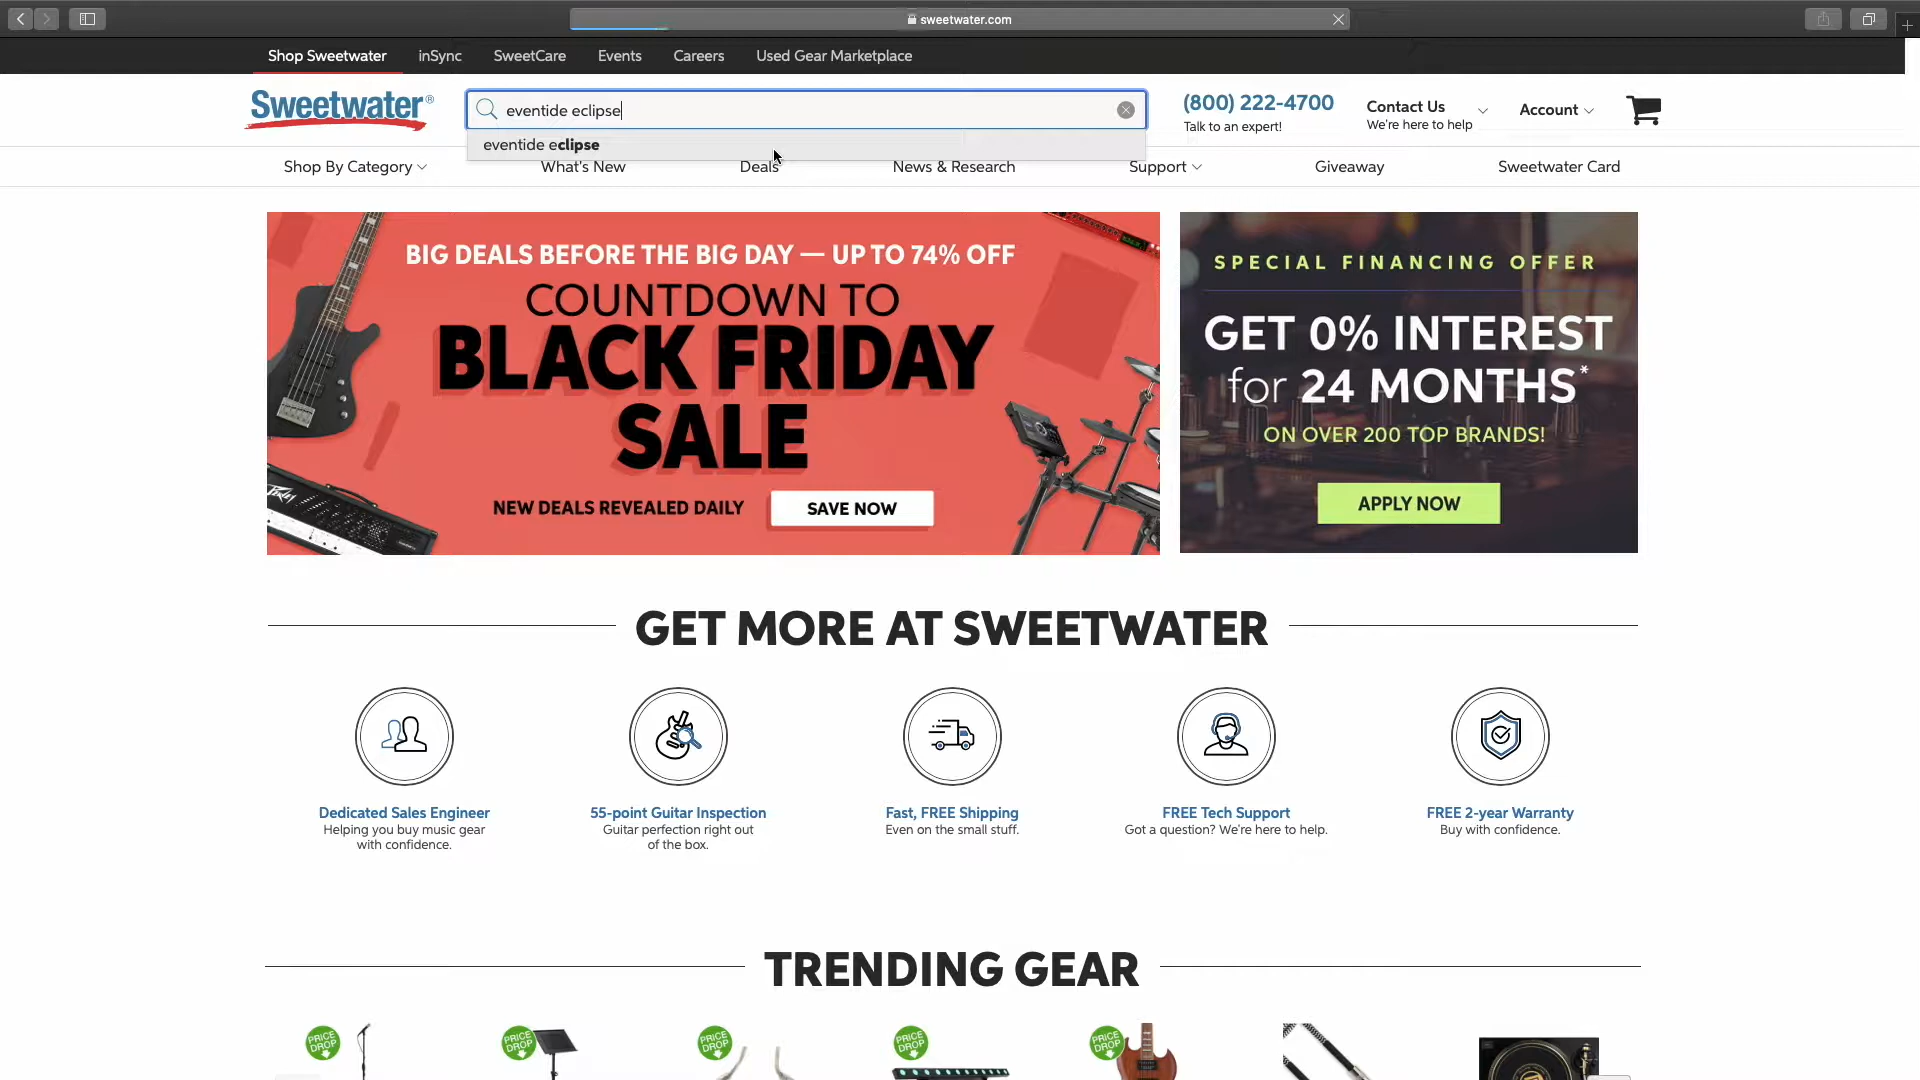 sweetwater.com
Shop Sweetwater inSync SweetCare Events Careers Used Gear Marketplace
Sweetwater®
eventide eclipse
(800) 222-4700
Talk to an expert!
Contact Us
We're here to help
Account
eventide eclipse
Shop By Category What's New Deals News & Research Support Giveaway Sweetwater Card
BIG DEALS BEFORE THE BIG DAY — UP TO 74% OFF
COUNTDOWN TO
BLACK FRIDAY
SALE
NEW DEALS REVEALED DAILY SAVE NOW
PEAVEY
SPECIAL FINANCING OFFER
GET 0% INTEREST
for 24 MONTHS*
ON OVER 200 TOP BRANDS!
APPLY NOW
GET MORE AT SWEETWATER
Dedicated Sales Engineer
Helping you buy music gear
with confidence.
55-point Guitar Inspection
Guitar perfection right out
of the box.
Fast, FREE Shipping
Even on the small stuff.
FREE Tech Support
Got a question? We're here to help.
FREE 2-year Warranty
Buy with confidence.
TRENDING GEAR
PRICE
DROP
PRICE
DROP
PRICE
DROP
PRICE
DROP
PRICE
DROP